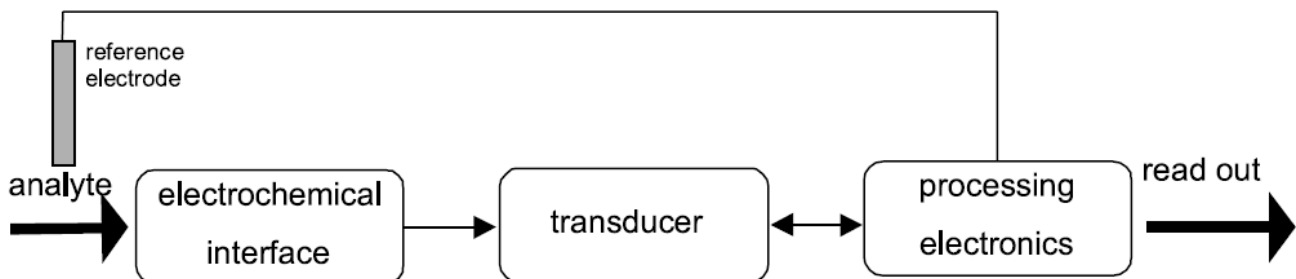 reference
electrode
analyte
electrochemical
interface
transducer
processing
electronics
read out